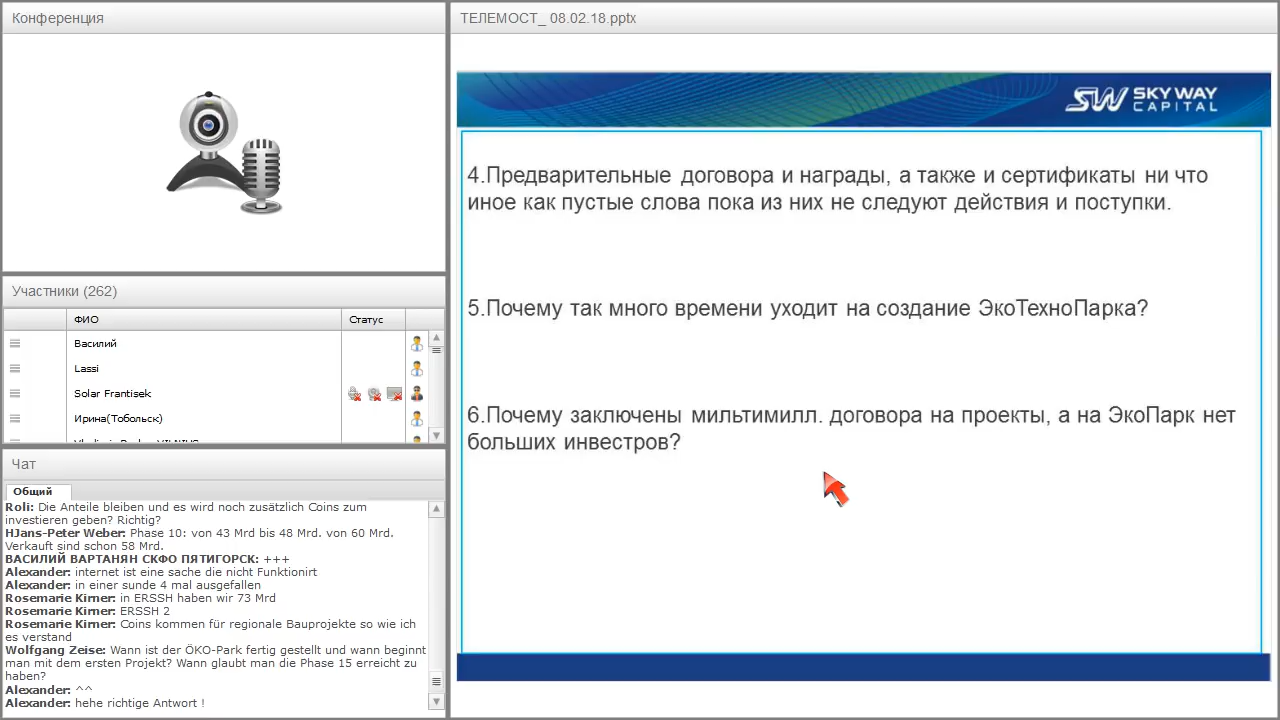 Конференция
ТЕЛЕМОСТ_ 08.02.18.pptx
SW SKY WAY
CAPITAL
4.Предварительные договора и награды, а также и сертификаты ни что
иное как пустые слова пока из них не следуют действия и поступки.
5.Почему так много времени уходит на создание ЭкоТехноПарка?
6.Почему заключены мильтимилл. договора на проекты, а на ЭкоПарк нет
больших инвестров?
Участники (262)
ФИО
Статус
Василий
Lassi
Solar Frantisek
Ирина(Тобольск)
Чат
Общий
Roli: Die Anteile bleiben und es wird noch zusätzlich Coins zum
investieren geben? Richtig?
HJans-Peter Weber: Phase 10: von 43 Mrd bis 48 Mrd. von 60 Mrd.
Verkauft sind schon 58 Mrd.
ВАСИЛИЙ ВАРТАНЯН СКФО ПЯТИГОРСК: +++
Alexander: internet ist eine sache die nicht Funktionirt
Alexander: in einer sunde 4 mal ausgefallen
Rosemarie Kirner: in ERSSH haben wir 73 Mrd
Rosemarie Kirner: ERSSH 2
Rosemarie Kirner: Coins kommen für regionale Bauprojekte so wie ich
es verstand
Wolfgang Zeise: Wann ist der ÖKO-Park fertig gestellt und wann beginnt
man mit dem ersten Projekt? Wann glaubt man die Phase 15 erreicht zu
haben?
Alexander: ^^
Alexander: hehe richtige Antwort !